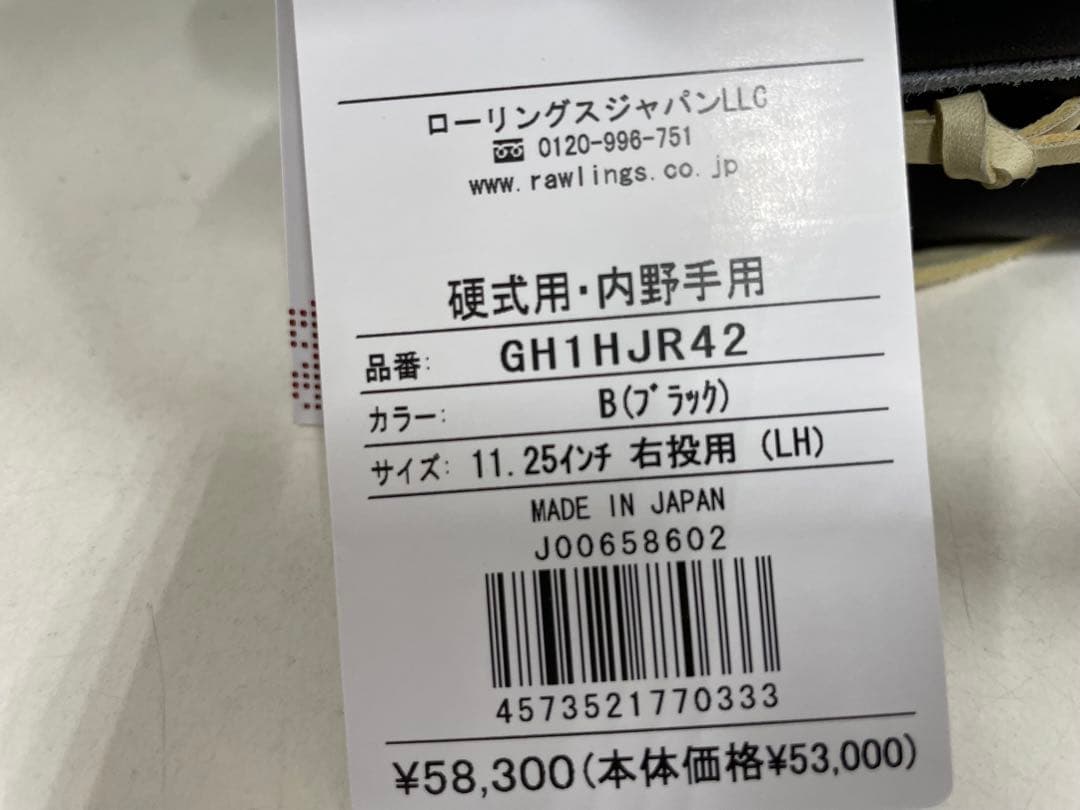 ローリングスジャパンLLC
0120-996-751
www.rawlings.co.jp
硬式用・内野手用
品番: GH1HJR42
カラー: B(ﾌﾞﾗｯｸ)
サイズ: 11.25ｲﾝﾁ 右投用 (LH)
MADE IN JAPAN
J00658602
4573521770333
¥58,300(本体価格¥53,000)